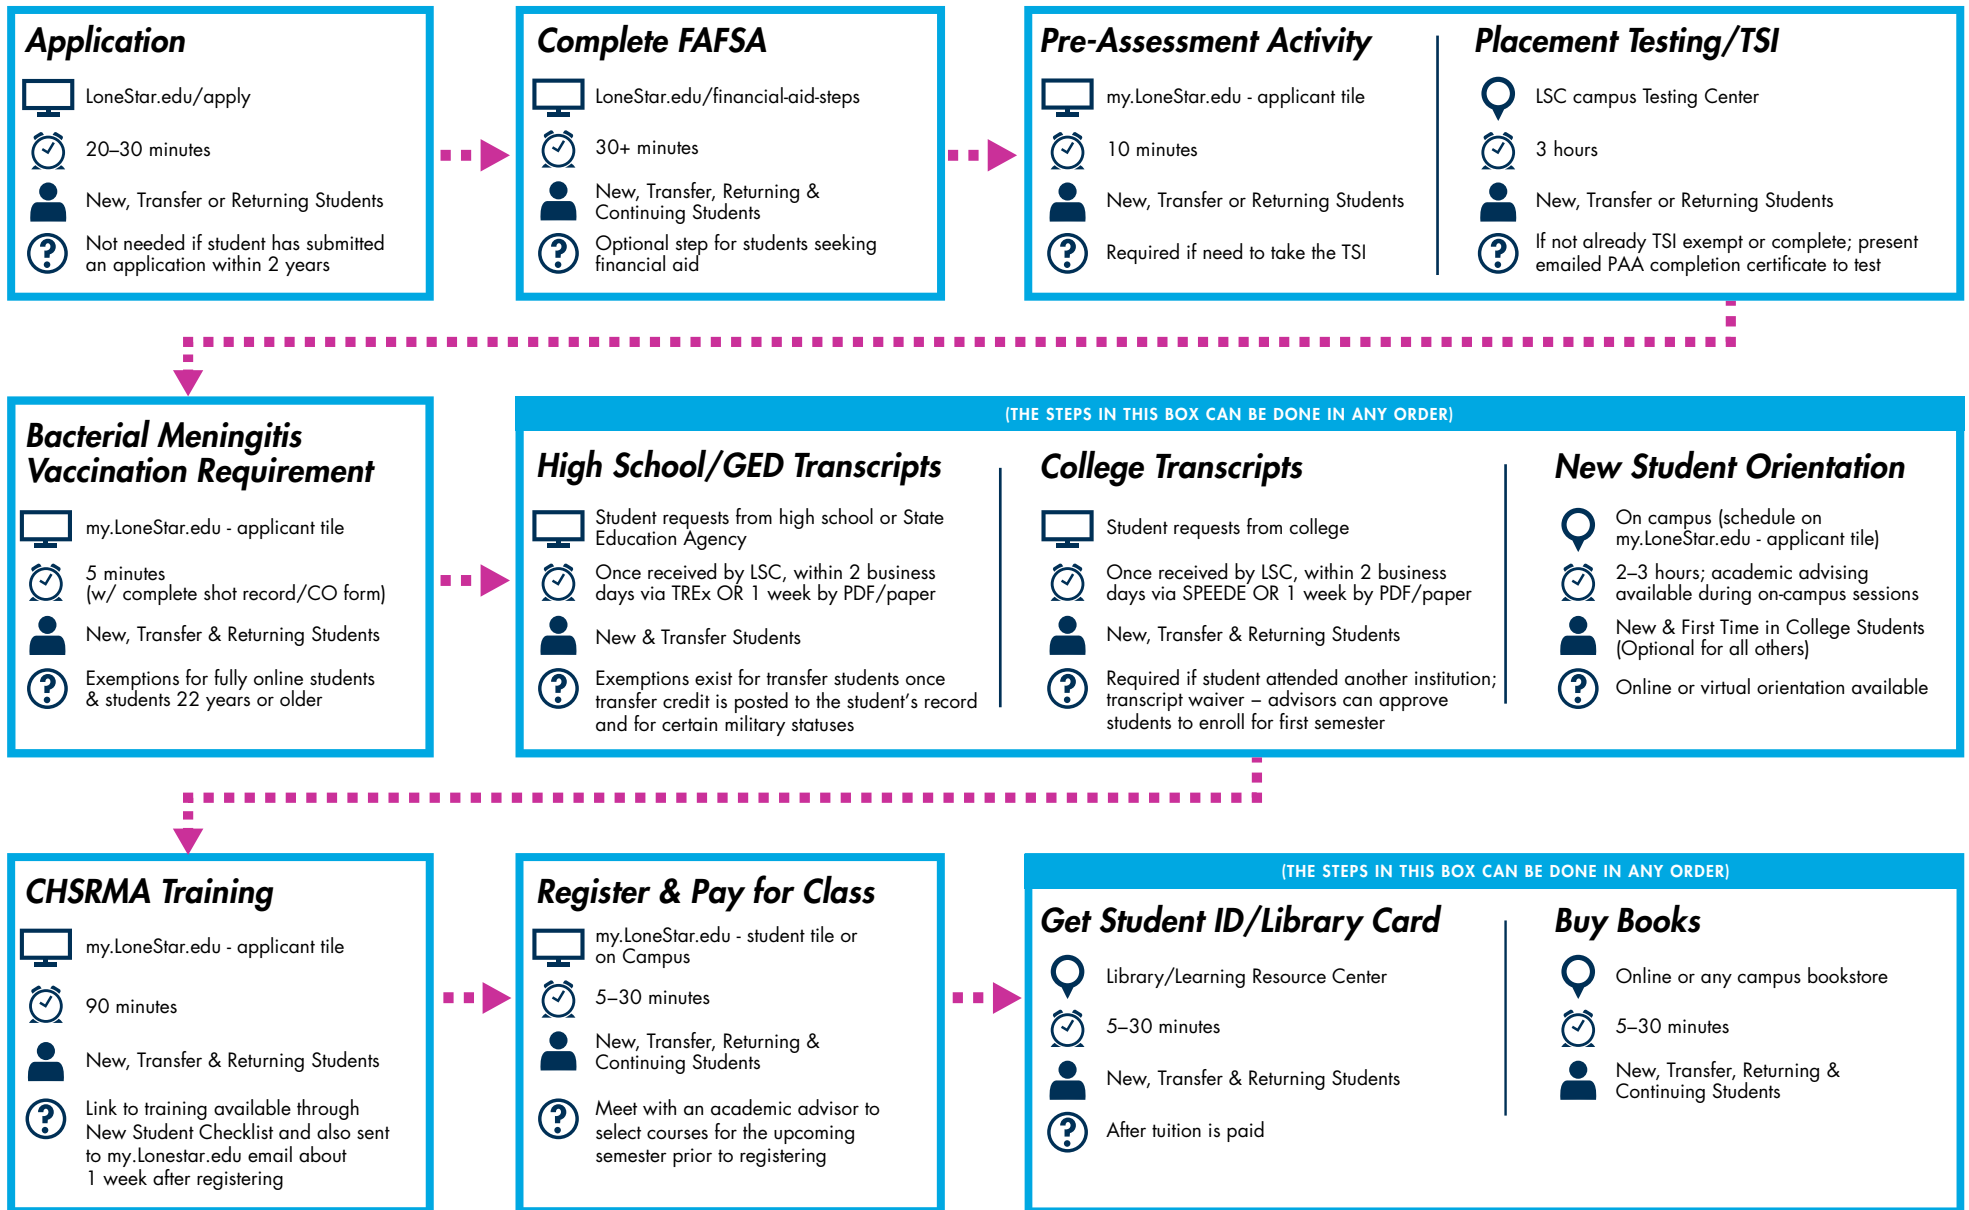 Application
LoneStar.edu/apply
20–30 minutes
New, Transfer or Returning Students
Not needed if student has submitted
an application within 2 years
Complete FAFSA
LoneStar.edu/financial-aid-steps
30+ minutes
New, Transfer, Returning &
Continuing Students
Optional step for students seeking
financial aid
Pre-Assessment Activity
my.LoneStar.edu - applicant tile
10 minutes
New, Transfer or Returning Students
Required if need to take the TSI
Placement Testing/TSI
LSC campus Testing Center
3 hours
New, Transfer or Returning Students
If not already TSI exempt or complete; present
emailed PAA completion certificate to test
Bacterial Meningitis
Vaccination Requirement
my.LoneStar.edu - applicant tile
5 minutes
(w/ complete shot record/CO form)
New, Transfer & Returning Students
Exemptions for fully online students
& students 22 years or older
(THE STEPS IN THIS BOX CAN BE DONE IN ANY ORDER)
High School/GED Transcripts
Student requests from high school or State
Education Agency
Once received by LSC, within 2 business
days via TREx OR 1 week by PDF/paper
New & Transfer Students
Exemptions exist for transfer students once
transfer credit is posted to the student’s record
and for certain military statuses
College Transcripts
Student requests from college
Once received by LSC, within 2 business
days via SPEEDE OR 1 week by PDF/paper
New, Transfer & Returning Students
Required if student attended another institution;
transcript waiver – advisors can approve
students to enroll for first semester
New Student Orientation
On campus (schedule on
my.LoneStar.edu - applicant tile)
2–3 hours; academic advising
available during on-campus sessions
New & First Time in College Students
(Optional for all others)
Online or virtual orientation available
CHSRMA Training
my.LoneStar.edu - applicant tile
90 minutes
New, Transfer & Returning Students
Link to training available through
New Student Checklist and also sent
to my.Lonestar.edu email about
1 week after registering
Register & Pay for Class
my.LoneStar.edu - student tile or
on Campus
5–30 minutes
New, Transfer, Returning &
Continuing Students
Meet with an academic advisor to
select courses for the upcoming
semester prior to registering
(THE STEPS IN THIS BOX CAN BE DONE IN ANY ORDER)
Get Student ID/Library Card
Library/Learning Resource Center
5–30 minutes
New, Transfer & Returning Students
After tuition is paid
Buy Books
Online or any campus bookstore
5–30 minutes
New, Transfer, Returning &
Continuing Students